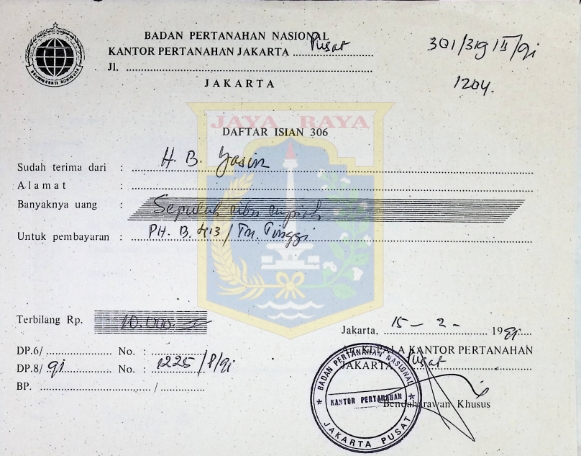 BADAN PERTANAHAN NASIONAL
KANTOR PERTANAHAN JAKARTA Pusat
Jl.
JAKARTA
301/319 III/91
1204.
JAYA RAYA
DAFTAR ISIAN 306
Sudah terima dari : H. B. Yasin
Alamat :
Banyaknya uang : Sepuluh ribu rupiah
Untuk pembayaran : PH. B. 413 / Tn. Tinggi
Terbilang Rp. 10.000
Jakarta, 15 - 2 - 1991
KEPALA KANTOR PERTANAHAN
JAKARTA Pusat
DP.6/ No. :
DP.8/ 91 No. : 1225/8/91
BP. /
BADAN PERTANAHAN NASIONAL
KANTOR PERTANAHAN
JAKARTA PUSAT
Bendaharawan Khusus